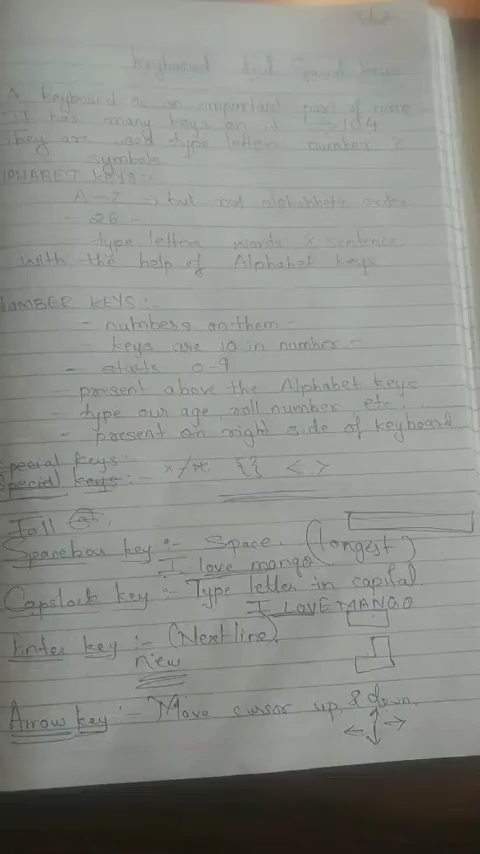 Keyboard and Special keys
A keyboard is an important part of com
It has many keys on it → 104
They are used type letter number &
symbols
LPHABET KEYS:-
A-Z → but not alphabetic order
- 26 -
- type letter words & sentence
with the help of Alphabet keys
NUMBER KEYS:-
- numbers on them -
- keys are 10 in number -
- starts 0-9
- present above the Alphabet keys
- type our age, roll number etc.
- present on right side of keyboard
Special keys: × / *. {} < >
Special keys:-
Spacebar key:- Space. (longest)
I love mango
Capslock key:- Type letter in capital.
I LOVE MANGO
Enter key:- (Next line)
new
Arrow key:- Move cursor up & down.